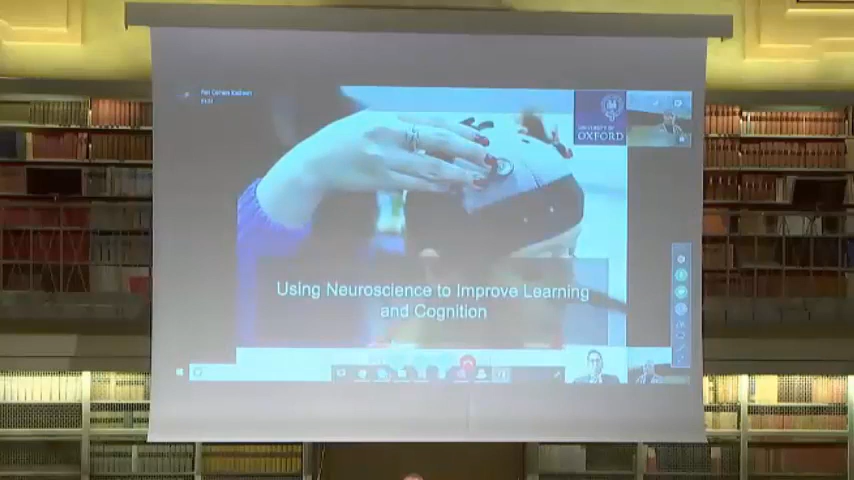 UNIVERSITY OF
OXFORD
Using Neuroscience to Improve Learning
and Cognition